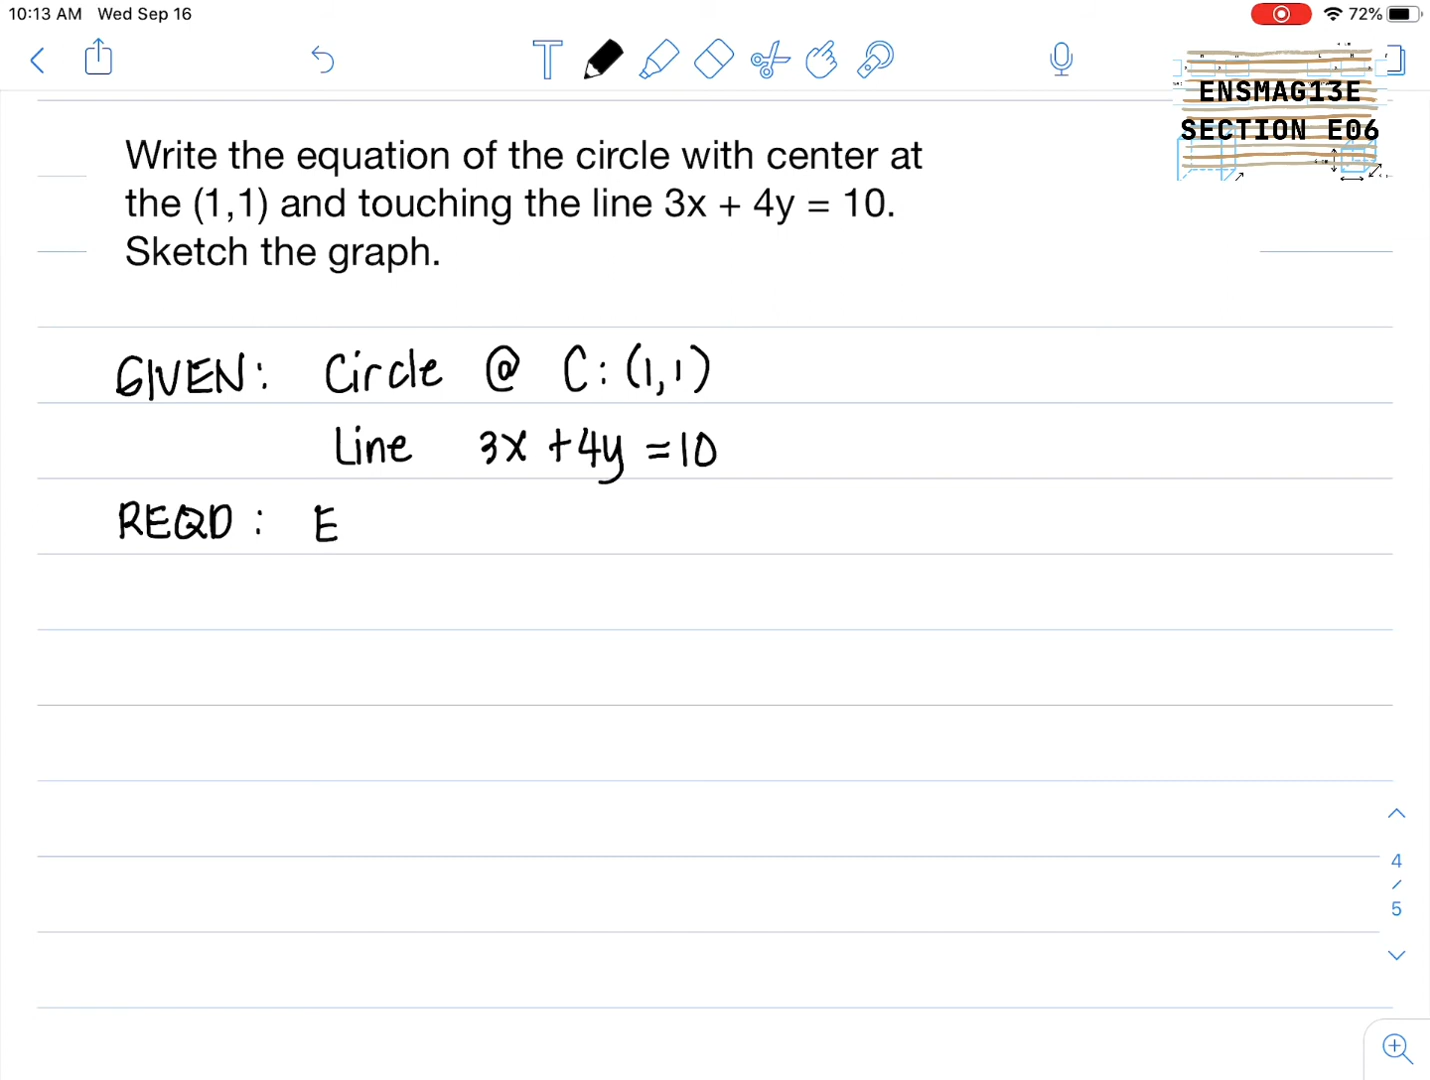 10:13 AM Wed Sep 16
72%
T
ENSMAG13E
SECTION E06
Write the equation of the circle with center at
the (1,1) and touching the line 3x + 4y = 10.
Sketch the graph.
GIVEN: Circle @ C: (1,1)
Line 3x +4y =10
REQD: E
4
/
5